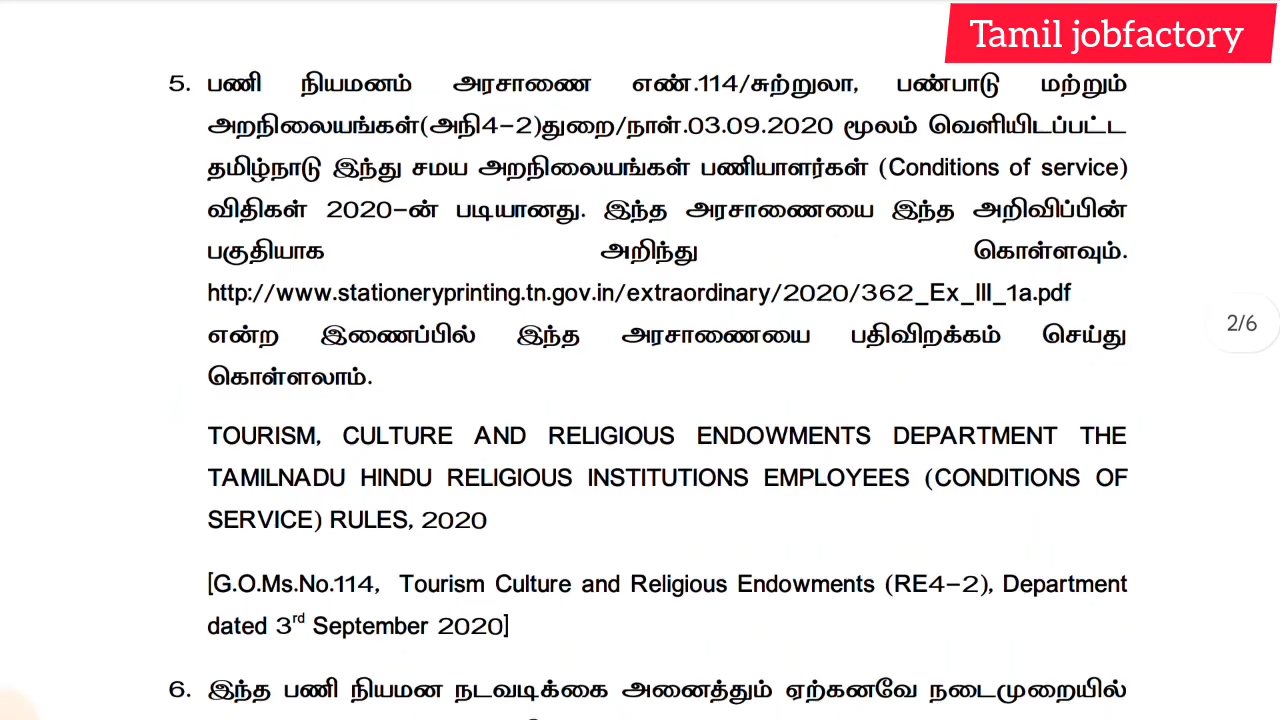 Tamil jobfactory
5. பணி நியமனம் அரசாணை எண்.114/சுற்றுலா, பண்பாடு மற்றும்
அறநிலையங்கள்(அநி4-2)துறை/நாள்.03.09.2020 மூலம் வெளியிடப்பட்ட
தமிழ்நாடு இந்து சமய அறநிலையங்கள் பணியாளர்கள் (Conditions of service)
விதிகள் 2020-ன் படியானது. இந்த அரசாணையை இந்த அறிவிப்பின்
பகுதியாக அறிந்து கொள்ளவும்.
http://www.stationeryprinting.tn.gov.in/extraordinary/2020/362_Ex_III_1a.pdf
2/6
என்ற இணைப்பில் இந்த அரசாணையை பதிவிறக்கம் செய்து
கொள்ளலாம்.
TOURISM, CULTURE AND RELIGIOUS ENDOWMENTS DEPARTMENT THE
TAMILNADU HINDU RELIGIOUS INSTITUTIONS EMPLOYEES (CONDITIONS OF
SERVICE) RULES, 2020
[G.O.Ms.No.114, Tourism Culture and Religious Endowments (RE4-2), Department
dated 3rd September 2020]
6. இந்த பணி நியமன நடவடிக்கை அனைத்தும் ஏற்கனவே நடைமுறையில்